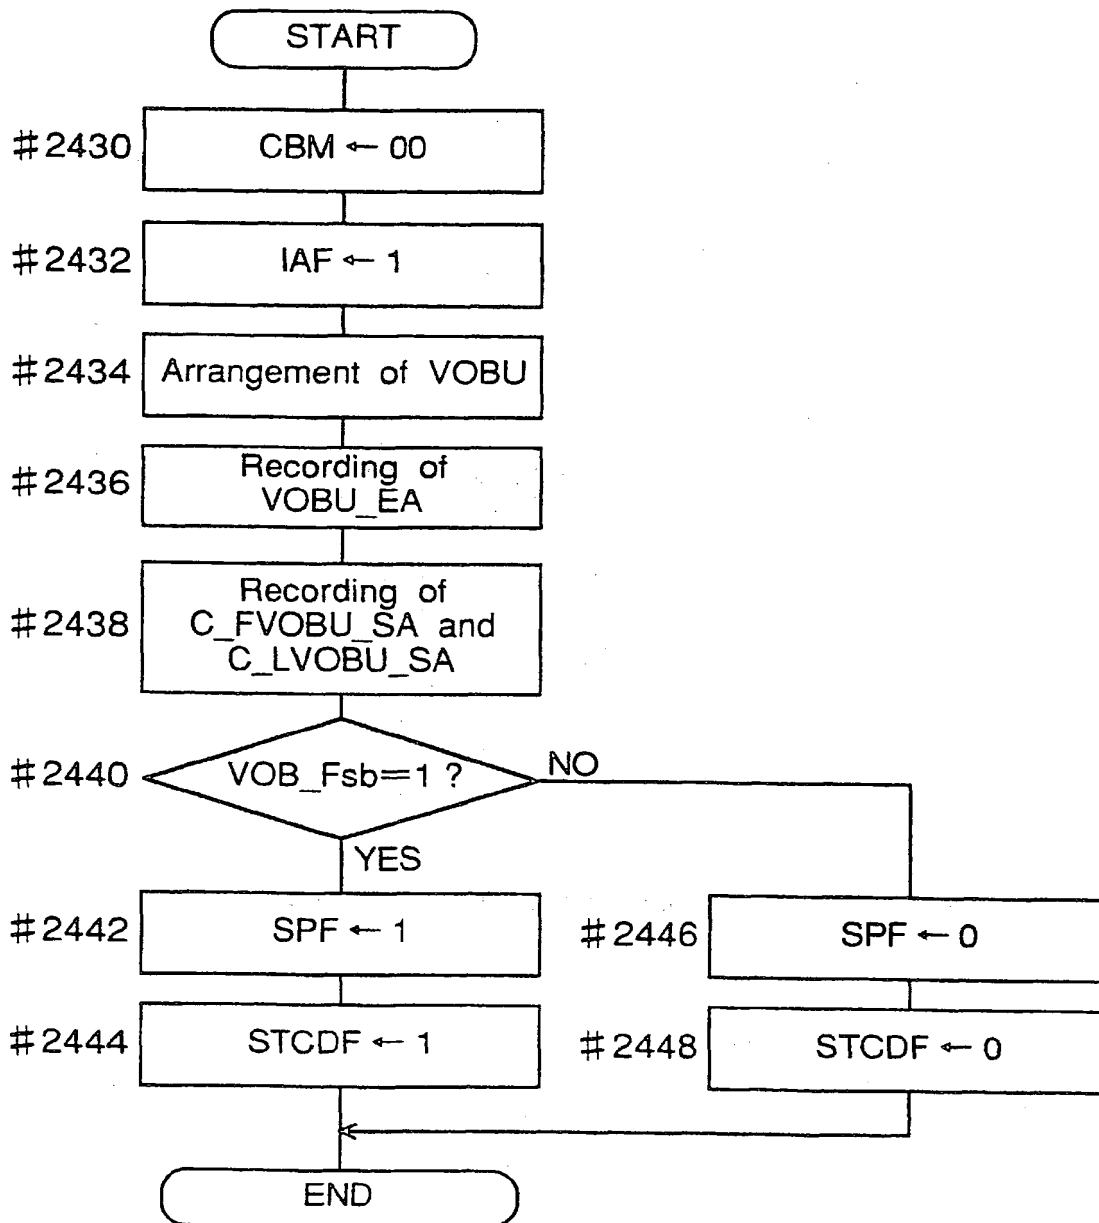 START
#2430 CBM ← 00
#2432 IAF ← 1
#2434 Arrangement of VOBU
#2436 Recording of
VOBU_EA
#2438 Recording of
C_FVOBU_SA and
C_LVOBU_SA
#2440 VOB_Fsb=1 ? NO
YES
#2442 SPF ← 1
#2446 SPF ← 0
#2444 STCDF ← 1
#2448 STCDF ← 0
END